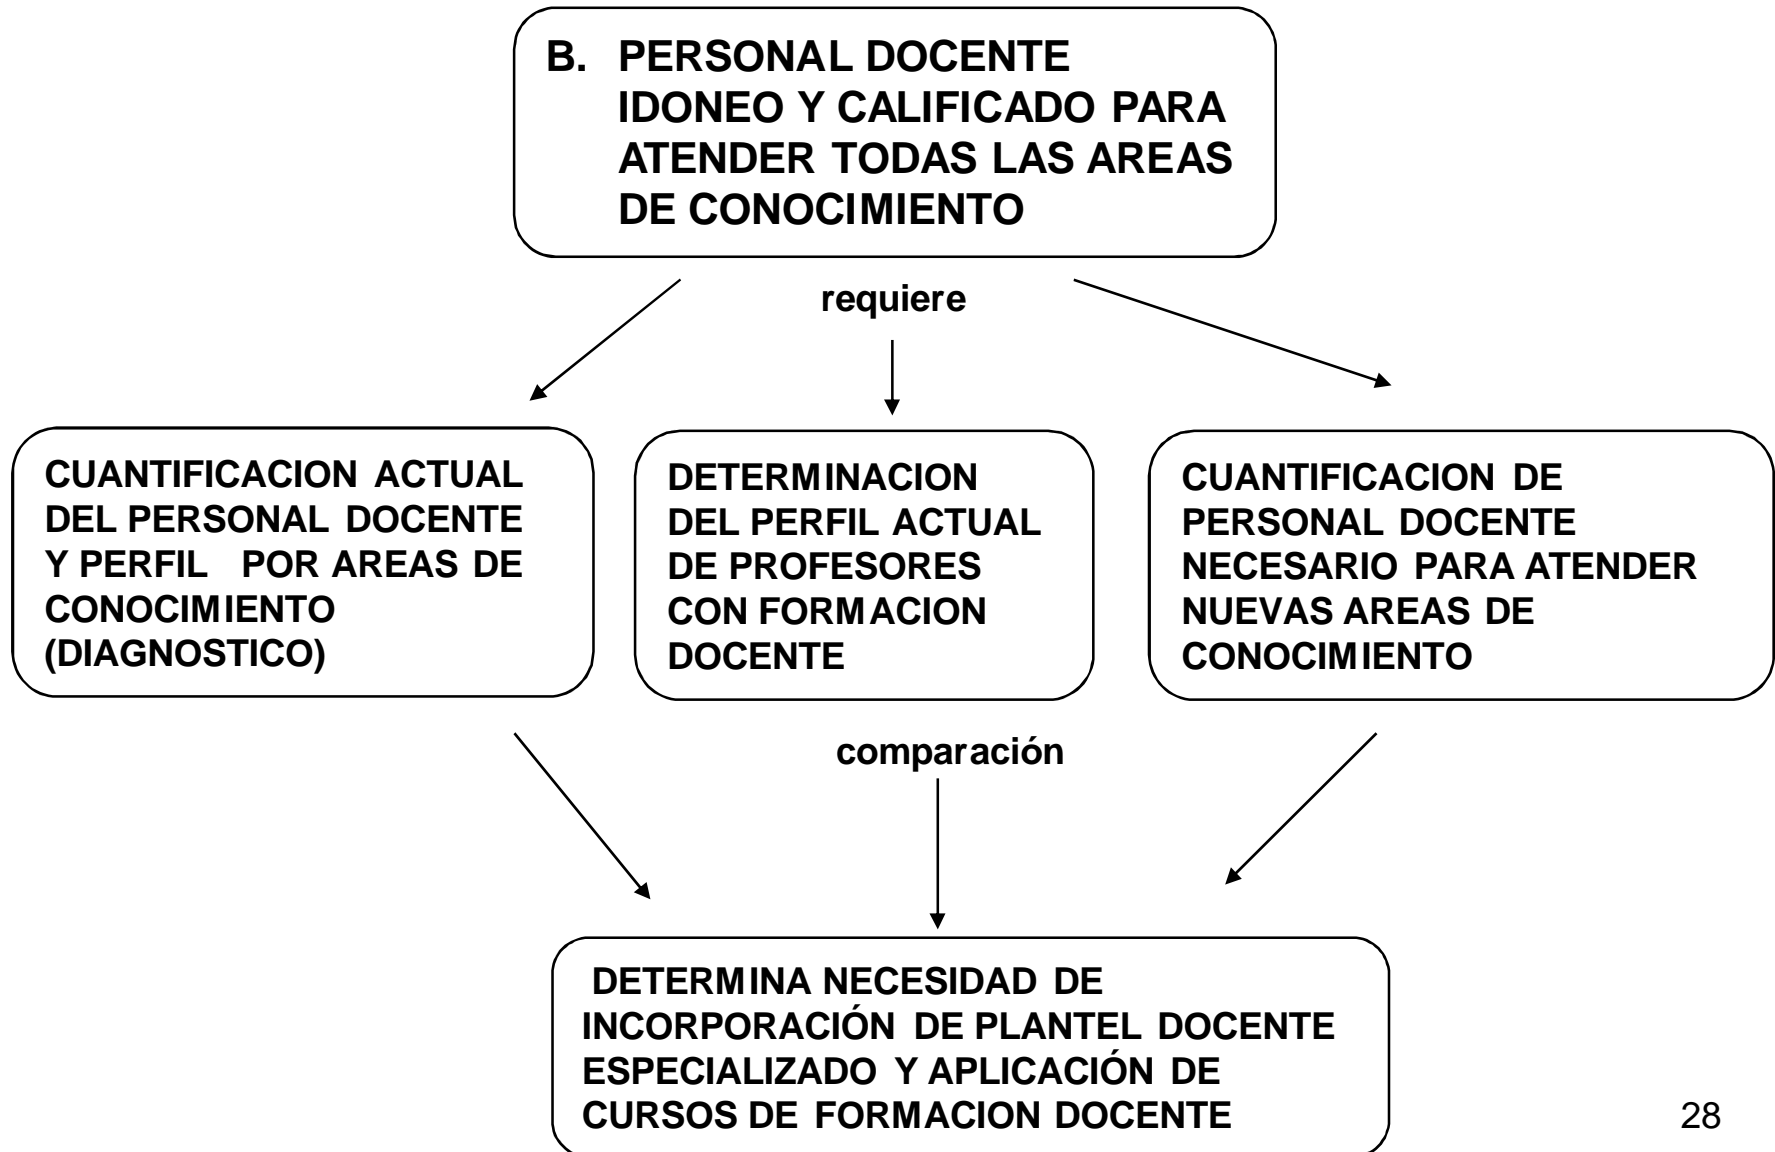 B. PERSONAL DOCENTE
IDONEO Y CALIFICADO PARA
ATENDER TODAS LAS AREAS
DE CONOCIMIENTO
requiere
CUANTIFICACION ACTUAL
DEL PERSONAL DOCENTE
Y PERFIL POR AREAS DE
CONOCIMIENTO
(DIAGNOSTICO)
DETERMINACION
DEL PERFIL ACTUAL
DE PROFESORES
CON FORMACION
DOCENTE
CUANTIFICACION DE
PERSONAL DOCENTE
NECESARIO PARA ATENDER
NUEVAS AREAS DE
CONOCIMIENTO
comparación
DETERMINA NECESIDAD DE
INCORPORACIÓN DE PLANTEL DOCENTE
ESPECIALIZADO Y APLICACIÓN DE
CURSOS DE FORMACION DOCENTE
28